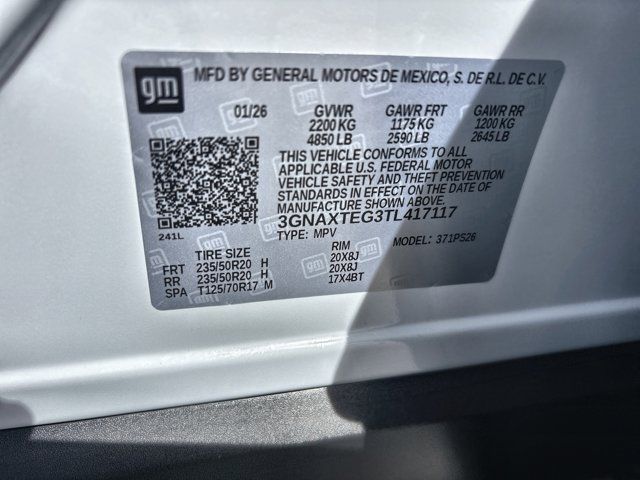 gm
MFD BY GENERAL MOTORS DE MEXICO, S. DE R.L. DE C.V.
01/26 GVWR GAWR FRT GAWR RR
2200 KG 1175 KG 1200 KG
4850 LB 2590 LB 2645 LB
THIS VEHICLE CONFORMS TO ALL
APPLICABLE U.S. FEDERAL MOTOR
VEHICLE SAFETY AND THEFT PREVENTION
STANDARDS IN EFFECT ON THE DATE OF
MANUFACTURE SHOWN ABOVE.
3GNAXTEG3TL417117
241L
TYPE: MPV MODEL: 371PS26
TIRE SIZE RIM
FRT 235/50R20 H 20X8J
RR 235/50R20 H 20X8J
SPA T125/70R17 M 17X4BT